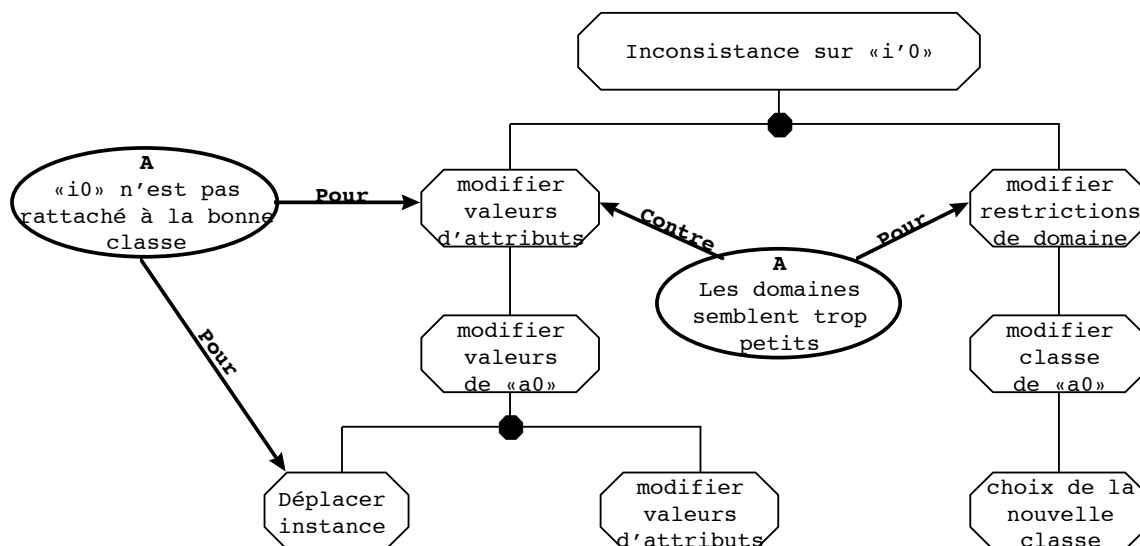 Inconsistance sur «i’0»
A
«i0» n’est pas
rattaché à la bonne
classe
Pour
modifier
valeurs
d’attributs
Contre
Pour
modifier
restrictions
de domaine
A
Les domaines
semblent trop
petits
Pour
modifier
valeurs
de «a0»
modifier
classe
de «a0»
Déplacer
instance
modifier
valeurs
d’attributs
choix de la
nouvelle
classe